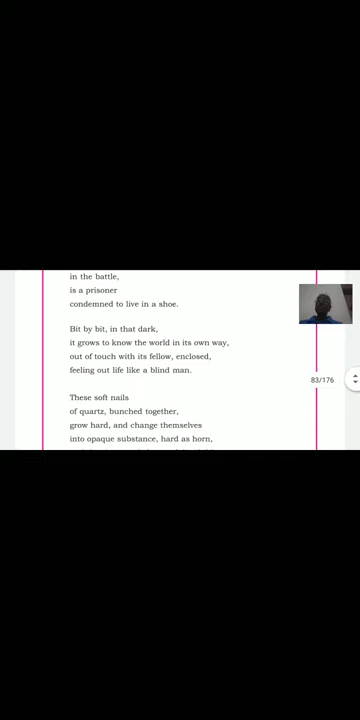 in the battle,
is a prisoner
condemned to live in a shoe.
Bit by bit, in that dark,
it grows to know the world in its own way,
out of touch with its fellow, enclosed,
feeling out life like a blind man.
83/176
These soft nails
of quartz, bunched together,
grow hard, and change themselves
into opaque substance, hard as horn,